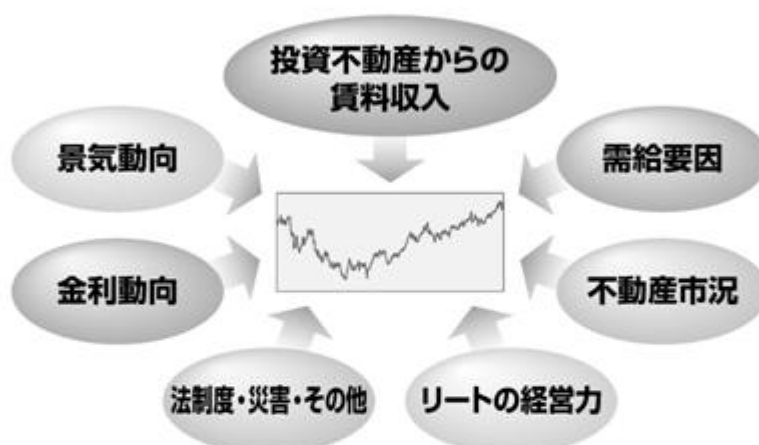 投資不動産からの
賃料収入
景気動向
需給要因
金利動向
不動産市況
法制度・災害・その他
リートの経営力